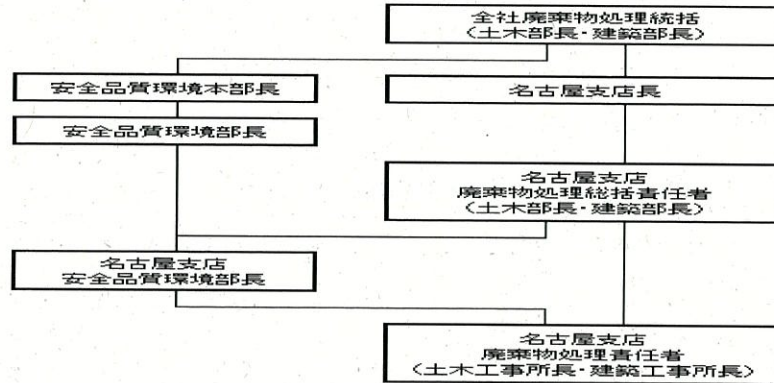 全社廃棄物処理統括
(土木部長・建築部長)
安全品質環境本部長
名古屋支店長
安全品質環境部長
名古屋支店
廃棄物処理総括責任者
(土木部長・建築部長)
名古屋支店
安全品質環境部長
名古屋支店
廃棄物処理責任者
(土木工事所長・建築工事所長)